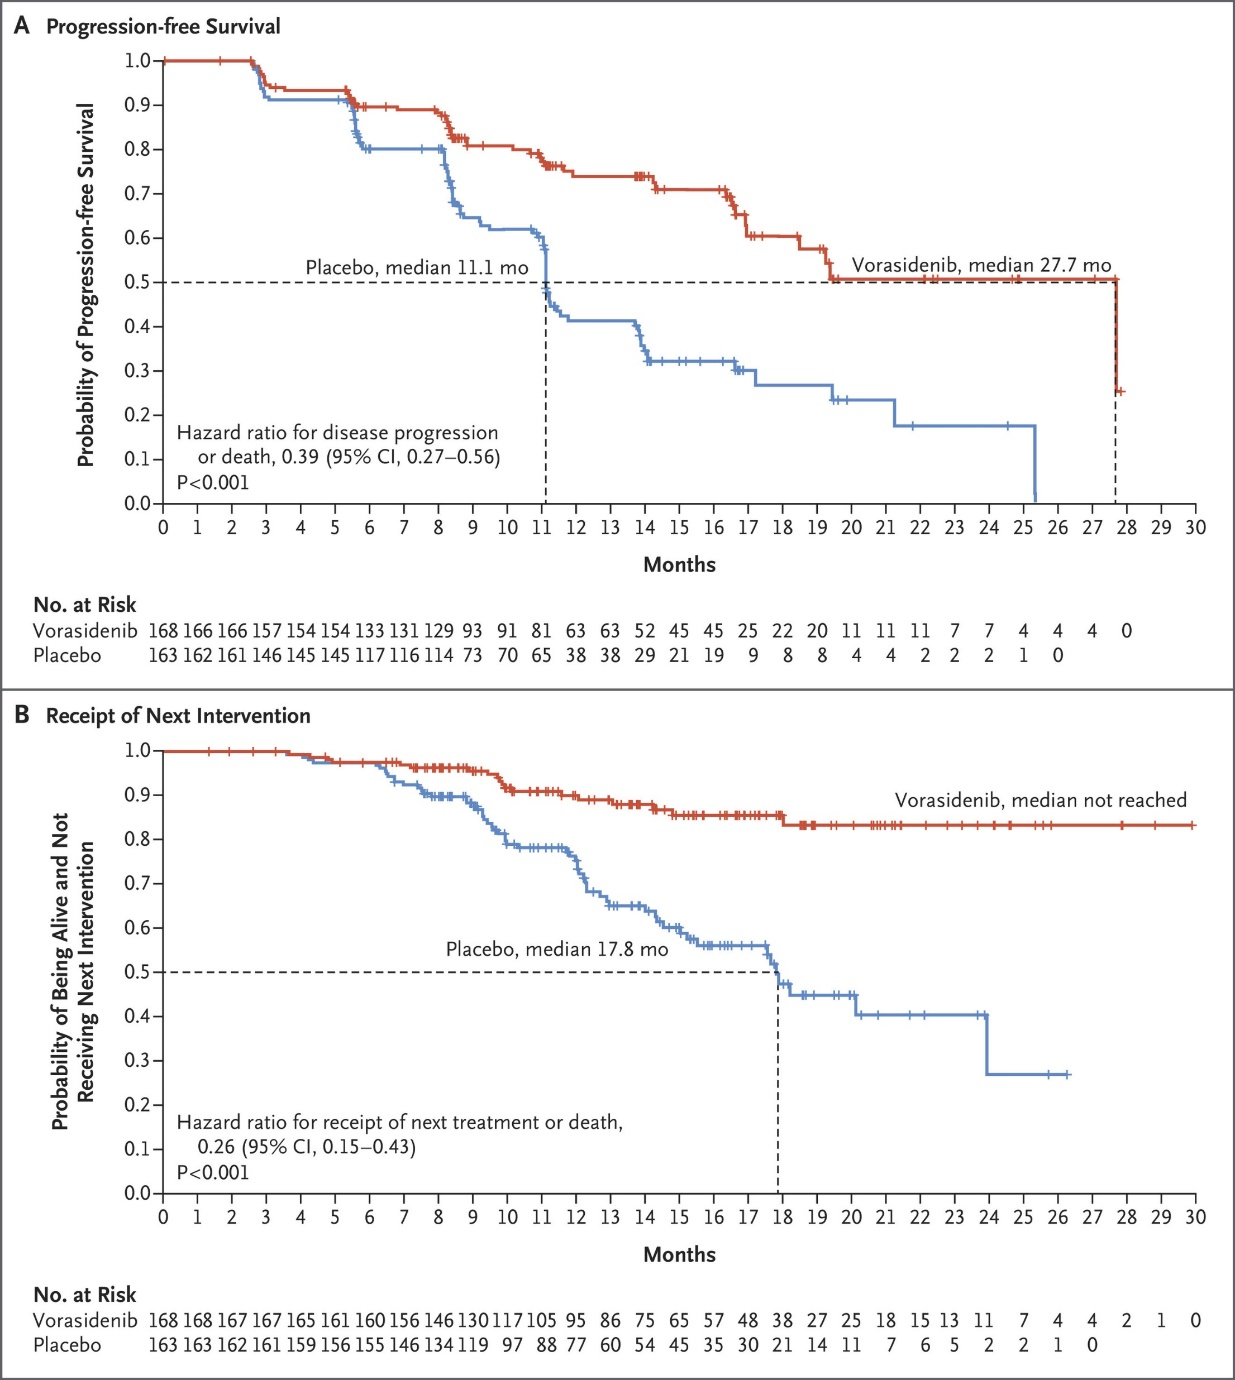 A Progression-free Survival
Probability of Progression-free Survival
1.0
0.9
0.8
0.7
0.6
0.5
0.4
0.3
0.2
0.1
0.0
Placebo, median 11.1 mo
Vorasidenib, median 27.7 mo
Hazard ratio for disease progression
or death, 0.39 (95% CI, 0.27–0.56)
P<0.001
0 1 2 3 4 5 6 7 8 9 10 11 12 13 14 15 16 17 18 19 20 21 22 23 24 25 26 27 28 29 30
Months
No. at Risk
Vorasidenib 168 166 166 157 154 154 133 131 129 93 91 81 63 63 52 45 45 25 22 20 11 11 11 7 7 4 4 4 0
Placebo 163 162 161 146 145 145 117 116 114 73 70 65 38 38 29 21 19 9 8 8 4 4 2 2 2 1 0
B Receipt of Next Intervention
Probability of Being Alive and Not
Receiving Next Intervention
1.0
0.9
0.8
0.7
0.6
0.5
0.4
0.3
0.2
0.1
0.0
Vorasidenib, median not reached
Placebo, median 17.8 mo
Hazard ratio for receipt of next treatment or death,
0.26 (95% CI, 0.15–0.43)
P<0.001
0 1 2 3 4 5 6 7 8 9 10 11 12 13 14 15 16 17 18 19 20 21 22 23 24 25 26 27 28 29 30
Months
No. at Risk
Vorasidenib 168 168 167 167 165 161 160 156 146 130 117 105 95 86 75 65 57 48 38 27 25 18 15 13 11 7 4 4 2 1 0
Placebo 163 163 162 161 159 156 155 146 134 119 97 88 77 60 54 45 35 30 21 14 11 7 6 5 2 2 1 0